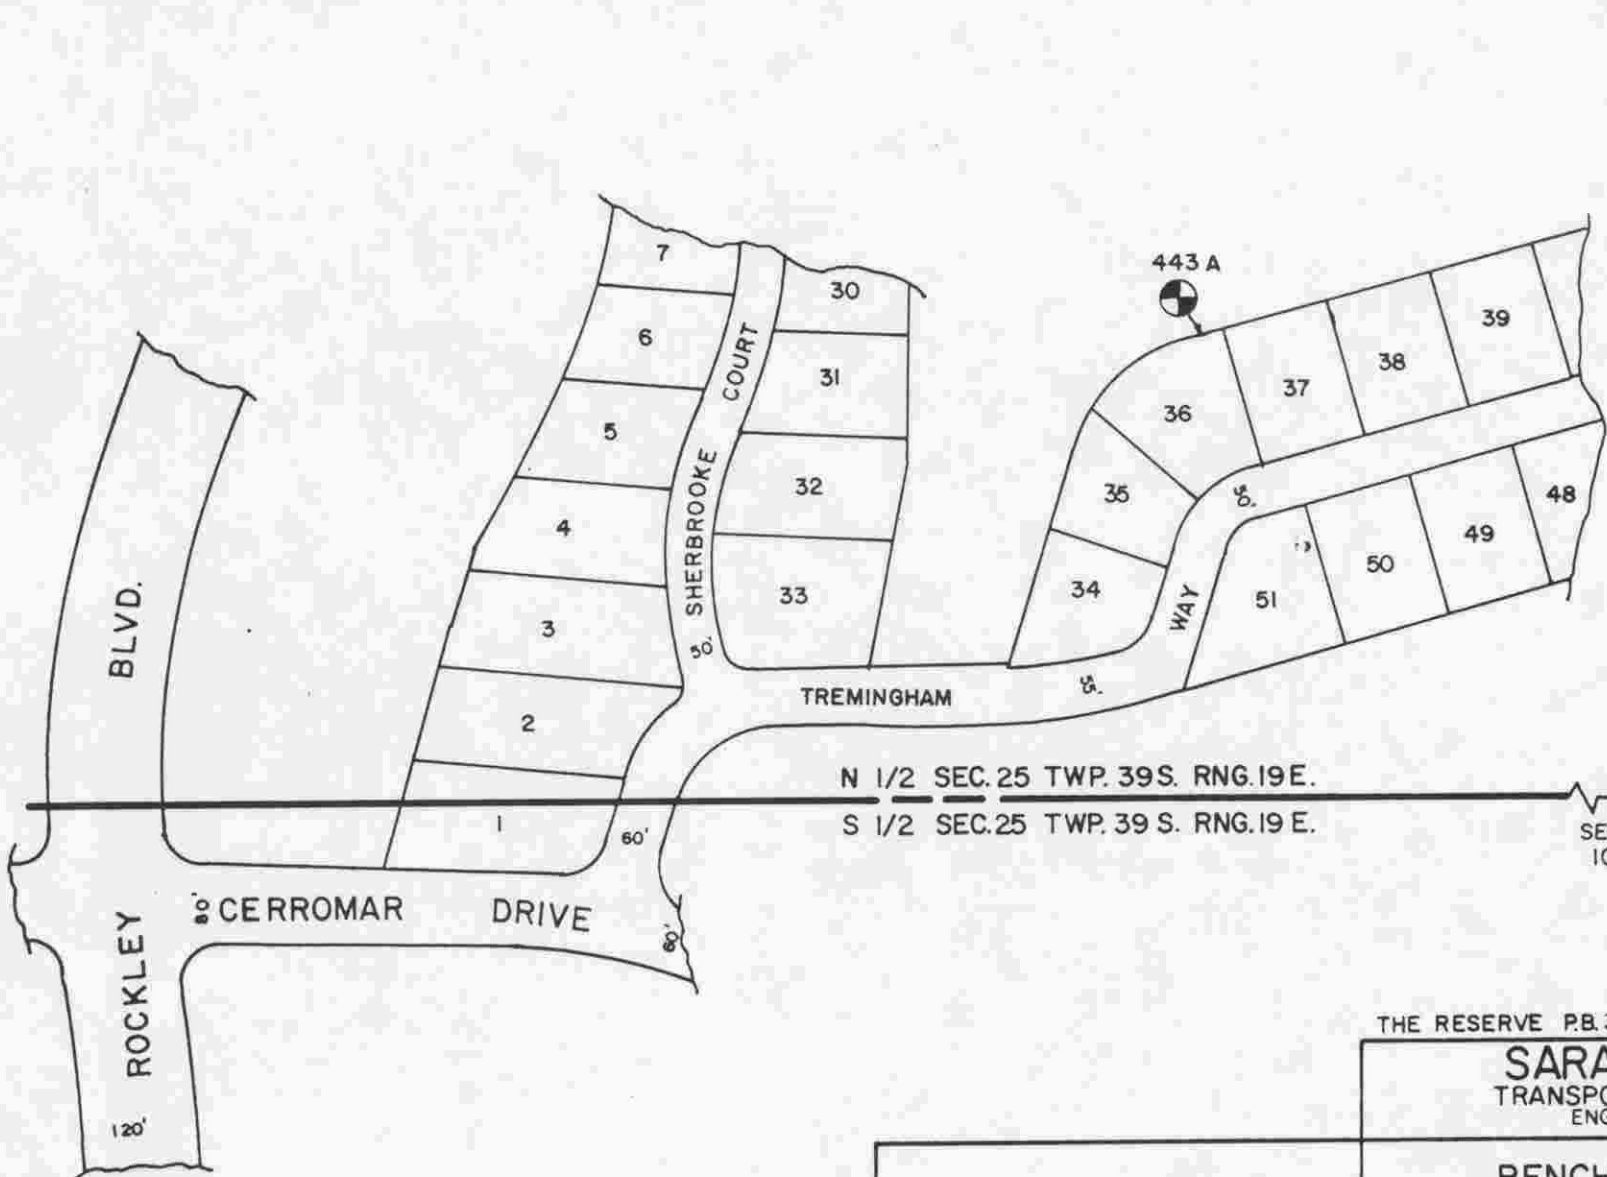 443 A
7
30
39
6
38
31
37
36
5
32
35
48
4
49
50
33
34
51
3
2
1
COURT
SHERBROOKE
50'
WAY
50'
55'
TREMINGHAM
BLVD.
N 1/2 SEC. 25 TWP. 39 S. RNG. 19 E.
S 1/2 SEC. 25 TWP. 39 S. RNG. 19 E.
60'
80' CERROMAR DRIVE
60'
ROCKLEY
120'
THE RESERVE P.B.